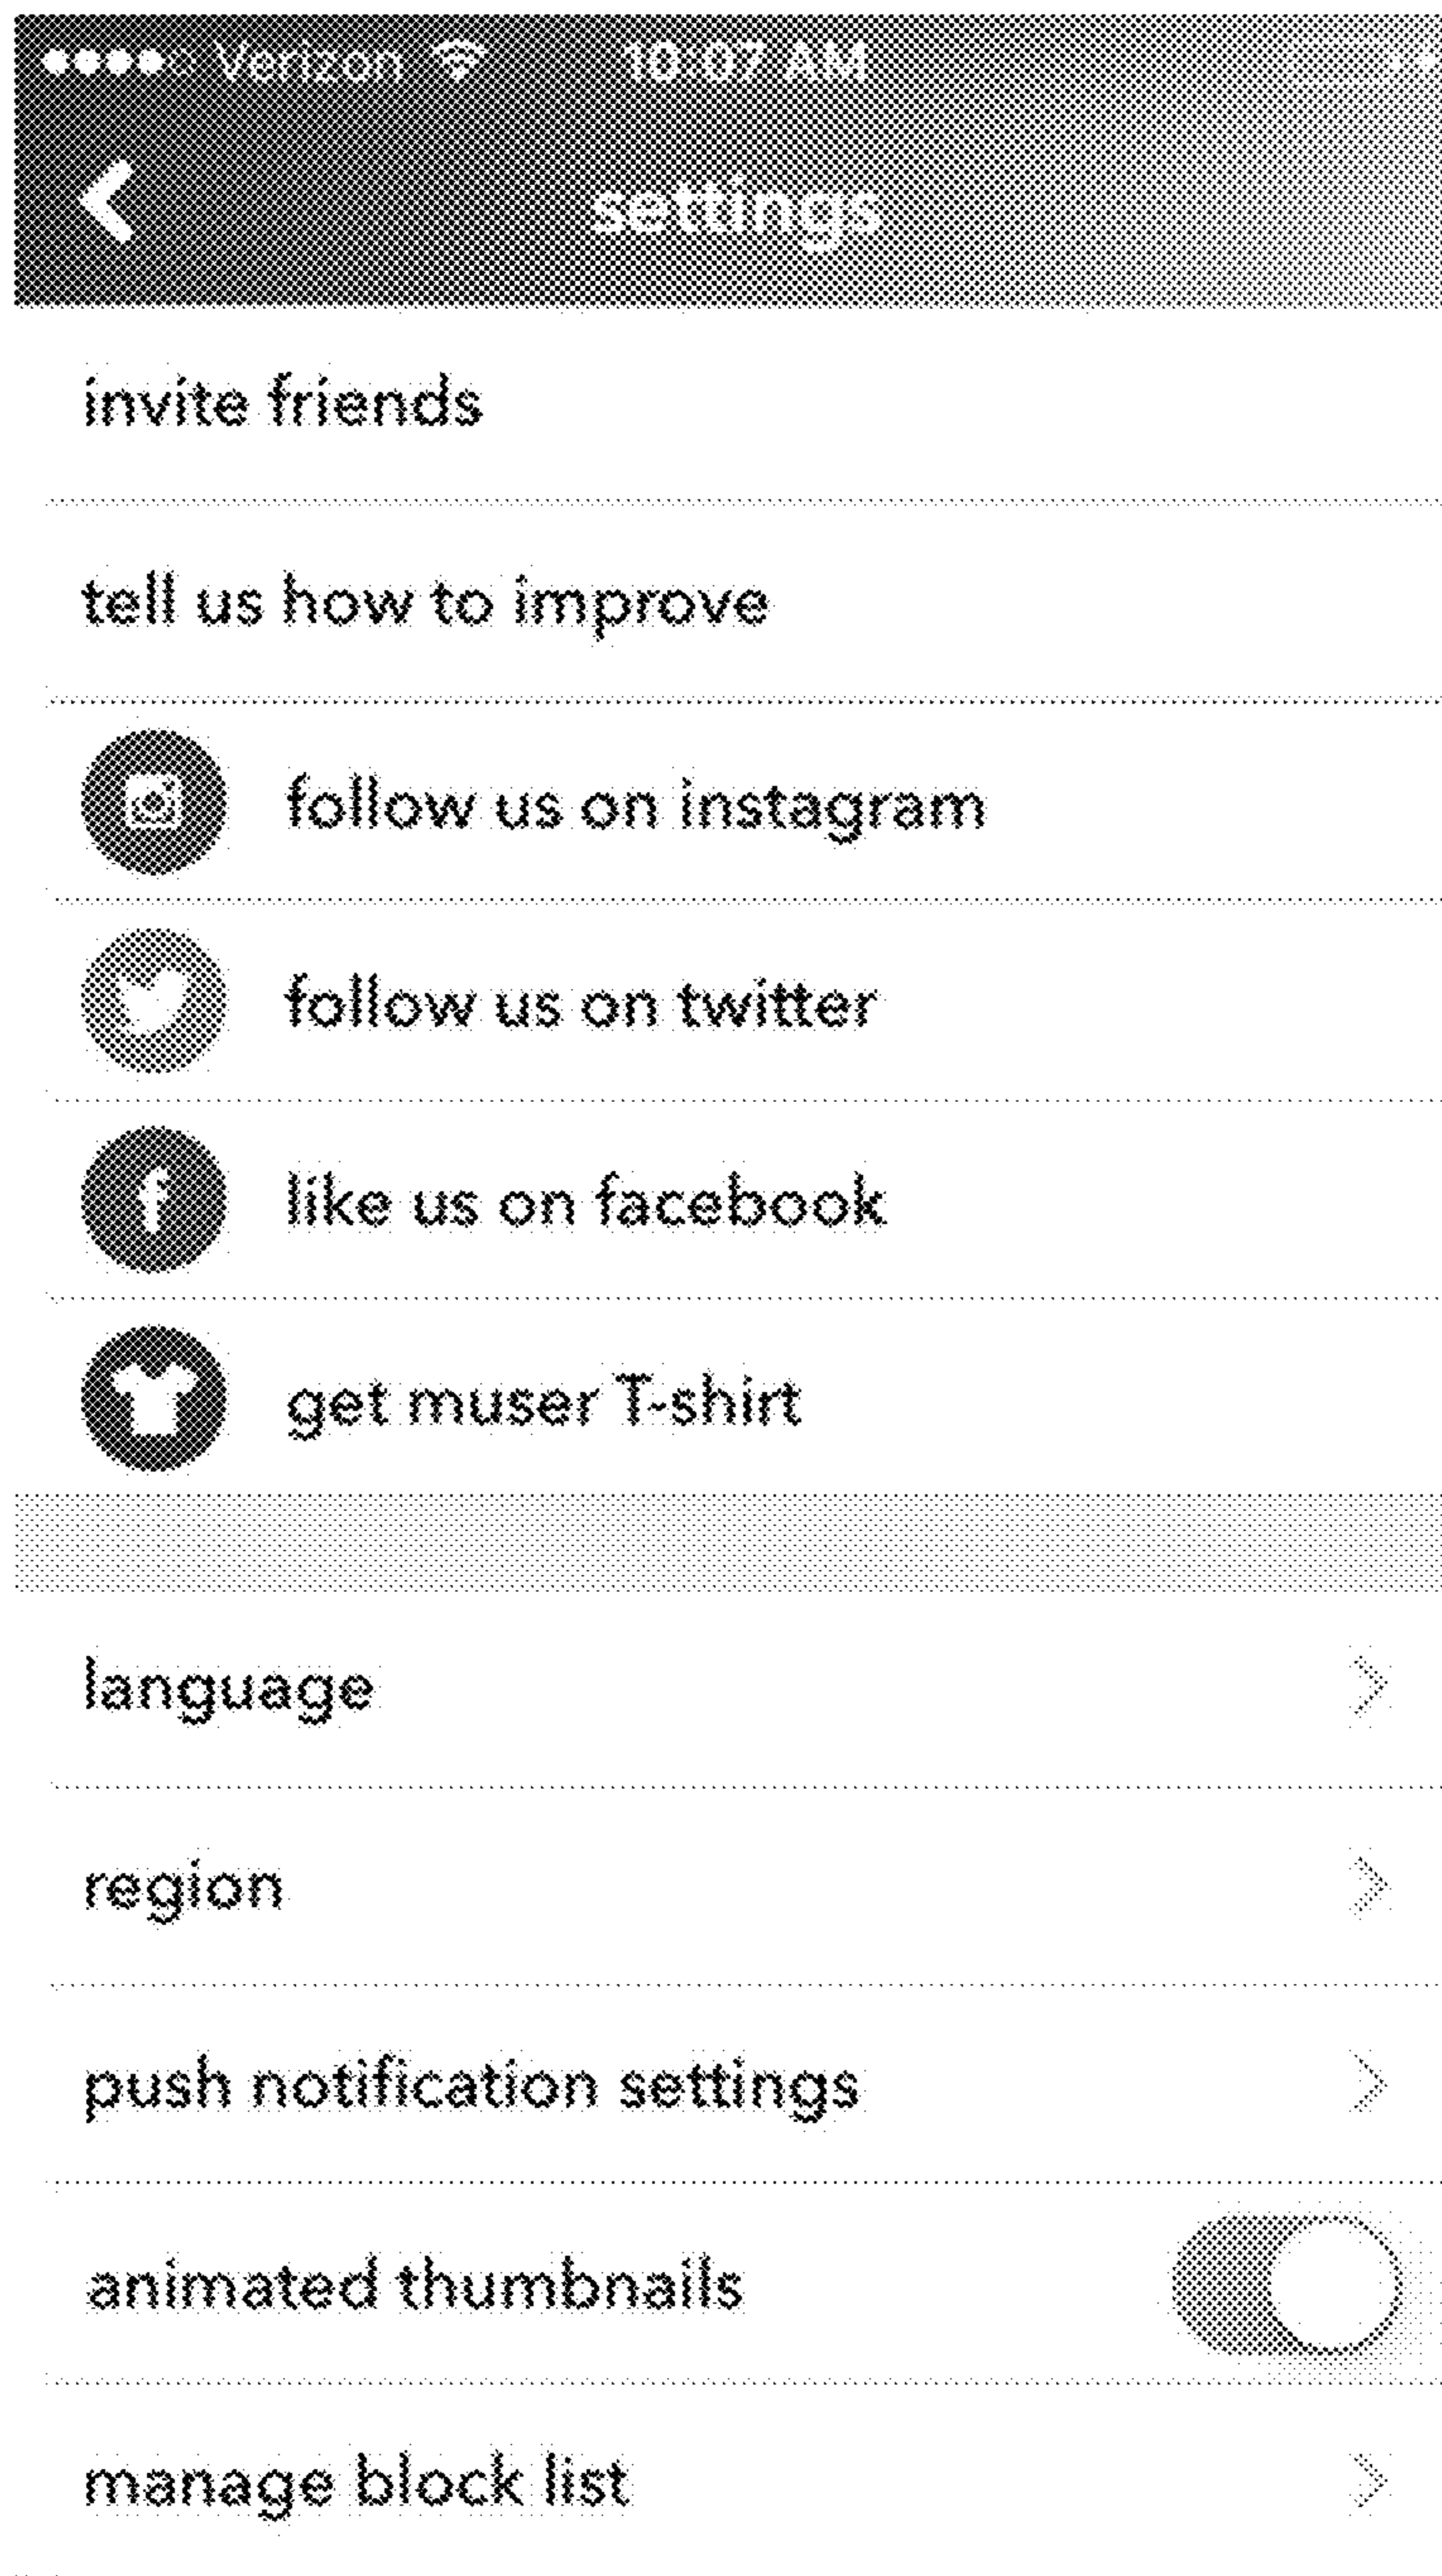 Verizon 10:07 AM
settings
invite friends
tell us how to improve
follow us on instagram
follow us on twitter
f like us on facebook
get muser T-shirt
language
region
push notification settings
animated thumbnails
manage block list